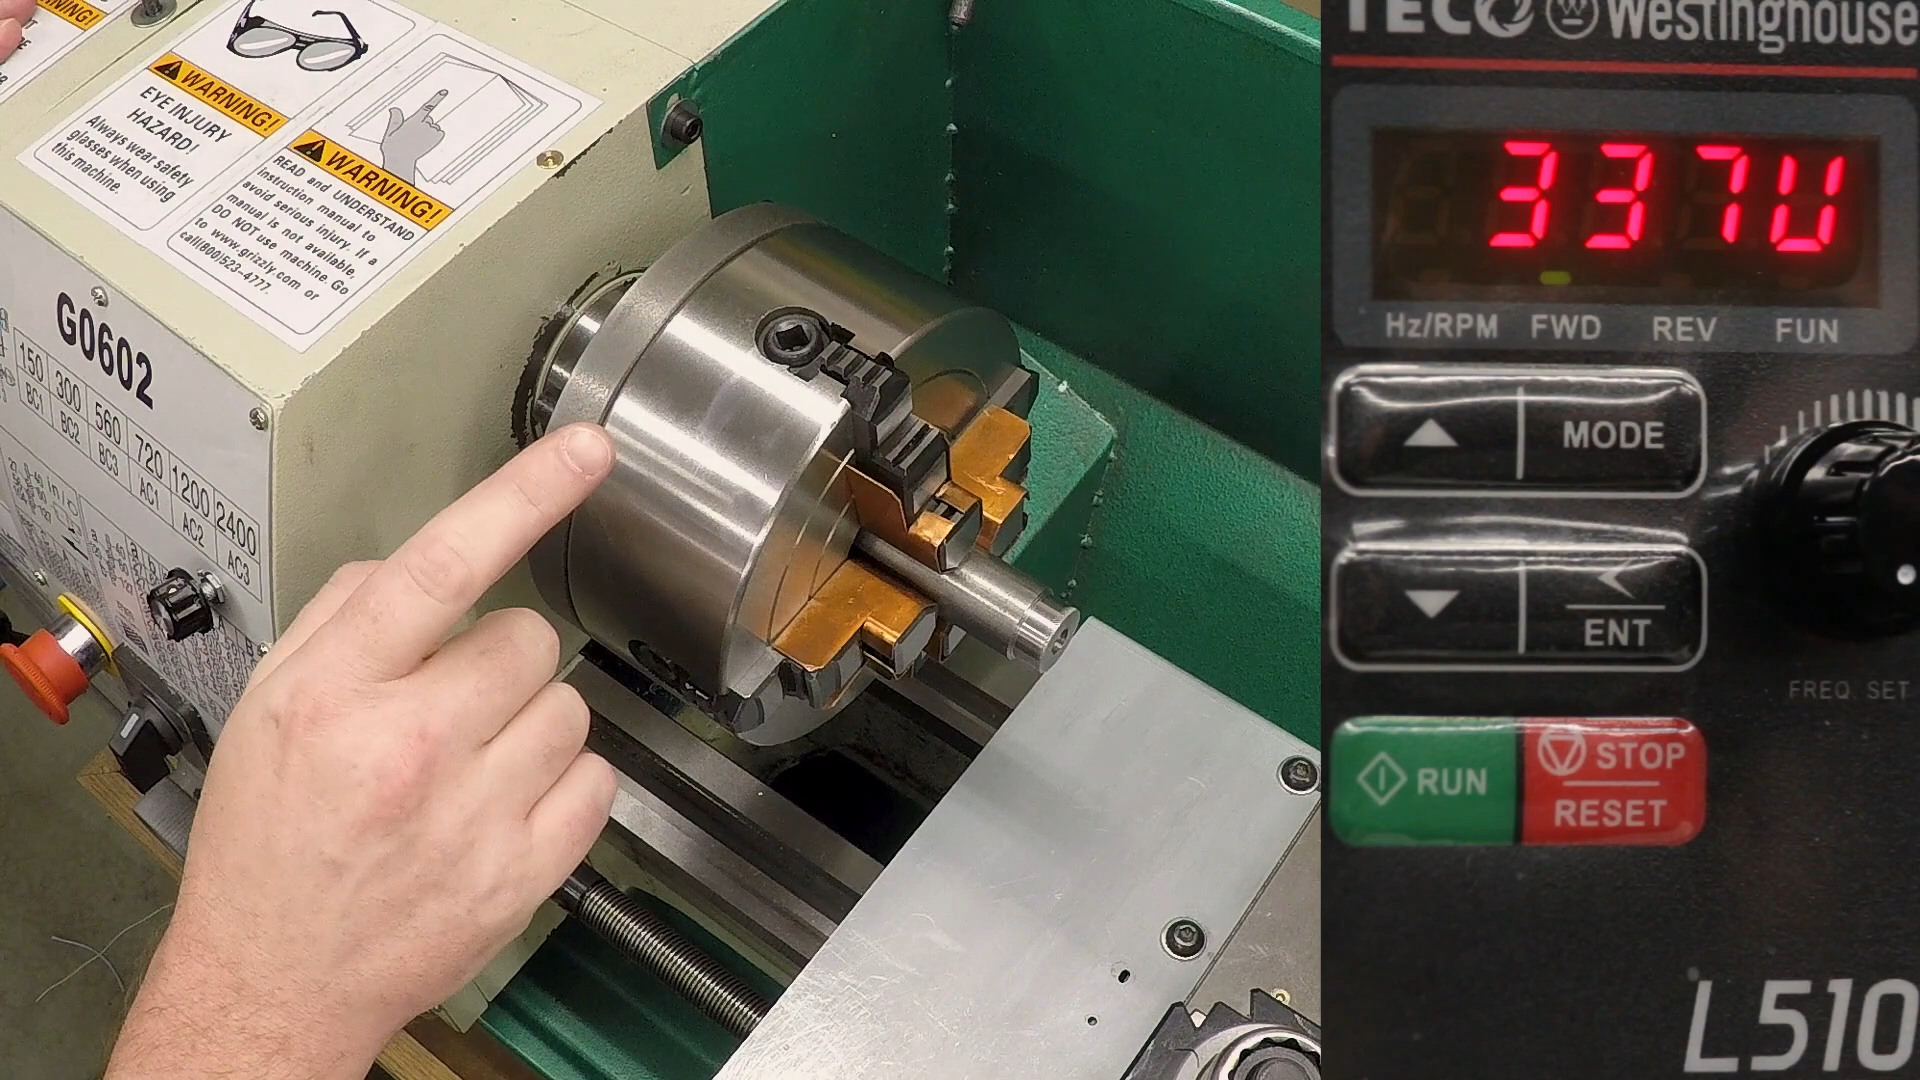 WARNING!
WARNING!
EYE INJURY
HAZARD!
Always wear safety
glasses when using
this machine.
WARNING!
READ and UNDERSTAND
instruction manual to
avoid serious injury. If a
manual is not available,
DO NOT use machine. Go
to www.grizzly.com or
call(800)523-4777.
G0602
150 300 560 720 1200 2400
BC1 BC2 BC3 AC1 AC2 AC3
TECO Westinghouse
337U
Hz/RPM FWD REV FUN
MODE
ENT
FREQ. SET
RUN
STOP
RESET
L510